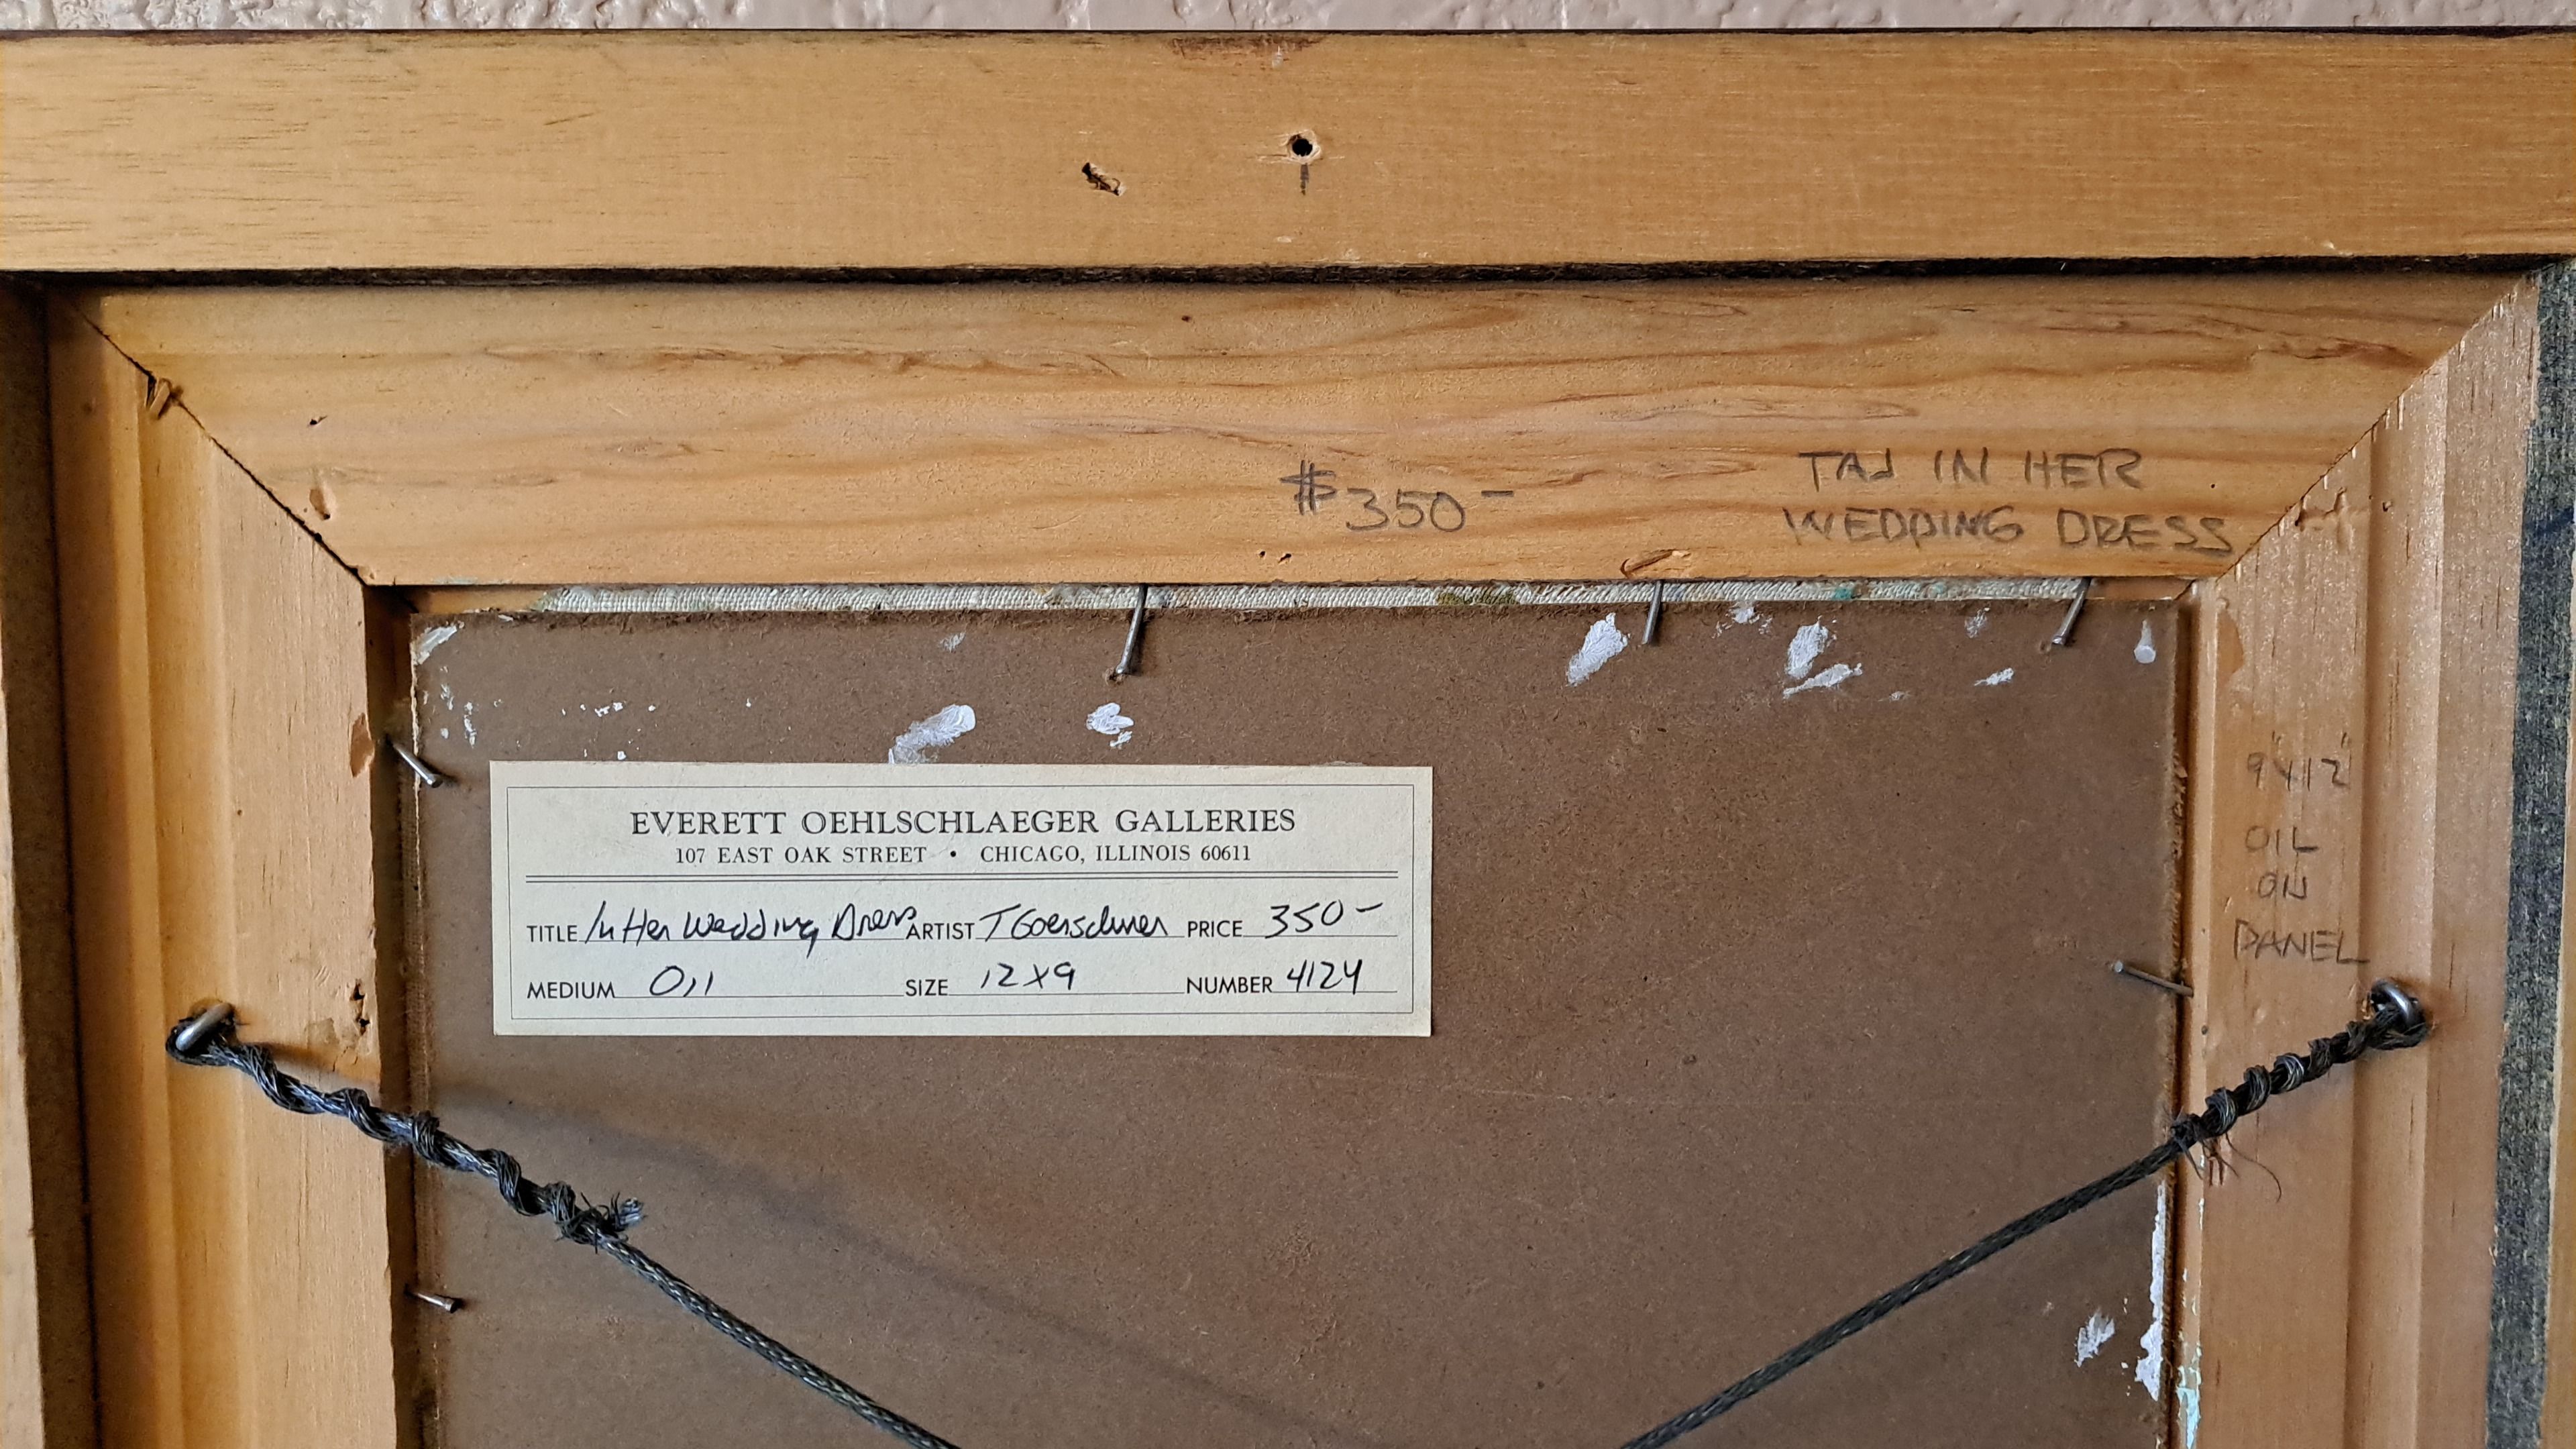 $350-
TAJ IN HER
WEDDING DRESS
EVERETT OEHLSCHLAEGER GALLERIES
107 EAST OAK STREET • CHICAGO, ILLINOIS 60611
TITLE In Her Wedding Dress ARTIST T Goerschner PRICE 350-
MEDIUM Oil SIZE 12x9 NUMBER 4124
9"x12"
OIL
ON
PANEL